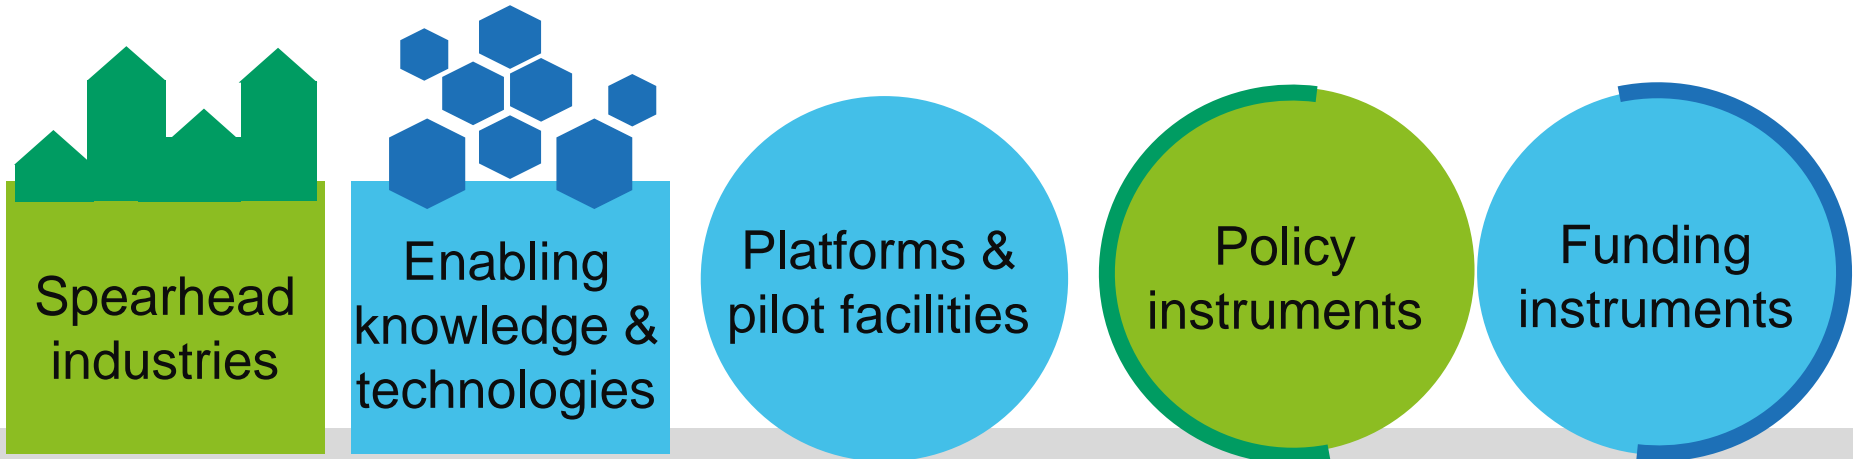 Spearhead
industries
Enabling
knowledge &
technologies
Platforms &
pilot facilities
Policy
instruments
Funding
instruments